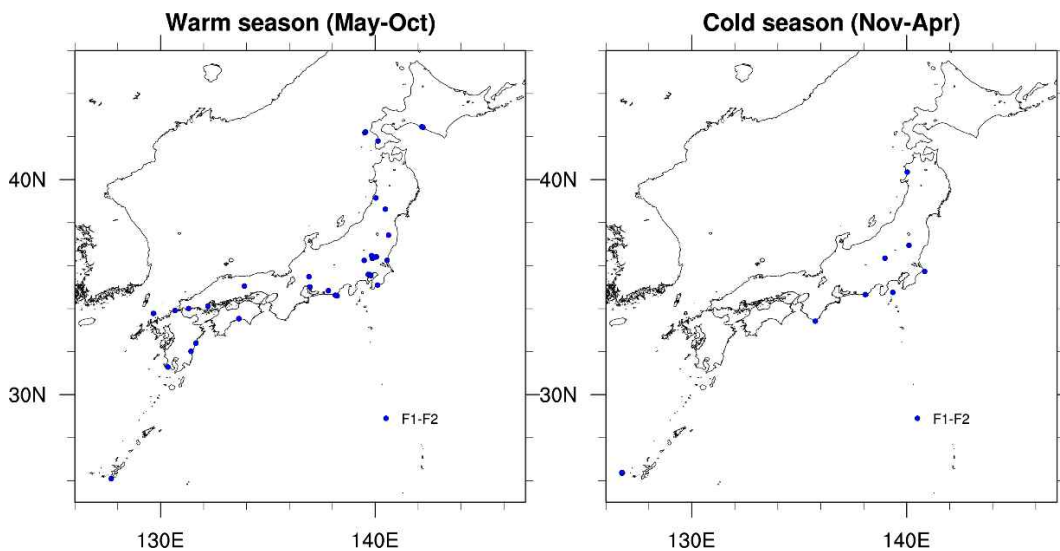 Warm season (May-Oct)
Cold season (Nov-Apr)
40N
40N
30N
30N
F1-F2
F1-F2
130E
140E
130E
140E